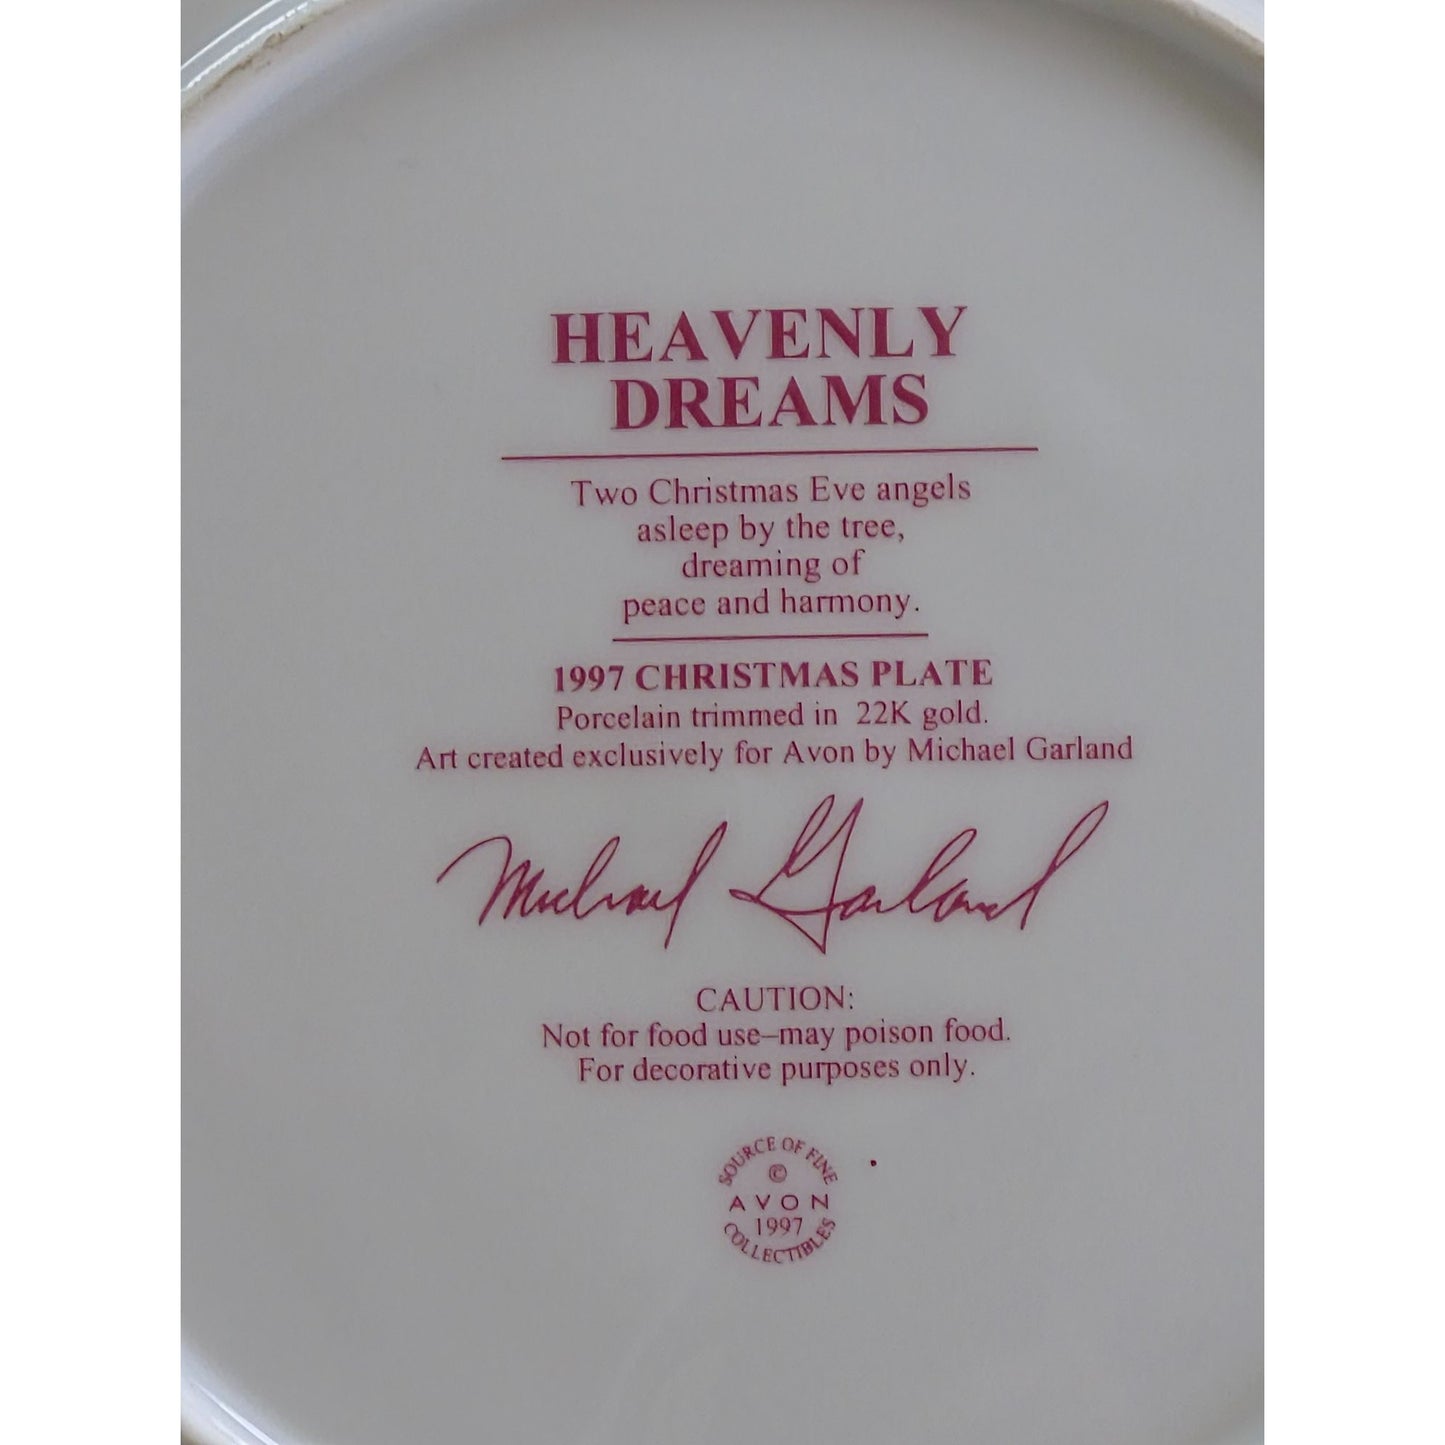 HEAVENLY
DREAMS
Two Christmas Eve angels
asleep by the tree,
dreaming of
peace and harmony.
1997 CHRISTMAS PLATE
Porcelain trimmed in 22K gold.
Art created exclusively for Avon by Michael Garland
Michael Garland
CAUTION:
Not for food use–may poison food.
For decorative purposes only.
SOURCE OF FINE
©
AVON
1997
COLLECTIBLES